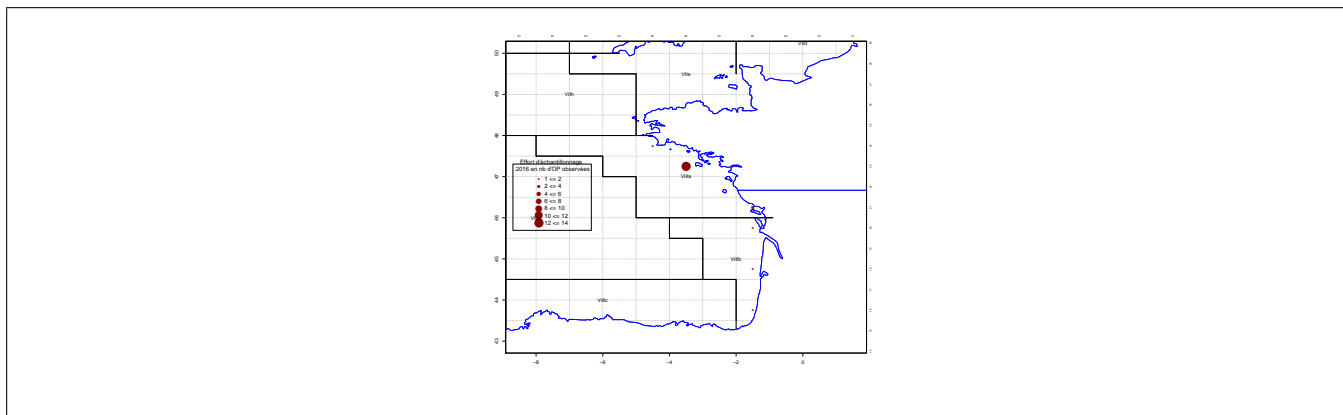 VIId
50
VIIe
VIIh
49
48
Effort d'échantillonnage
2016 en nb d'OP observées
1 <= 2
2 <= 4
4 <= 6
6 <= 8
8 <= 10
10 <= 12
12 <= 14
VIIIa
47
46
VIIIb
45
VIIIc
44
43
-8
-6
-4
-2
0